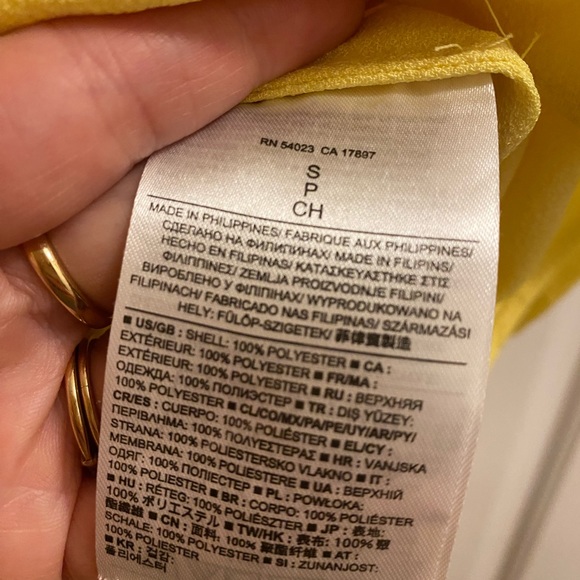 RN 54023 CA 17897
S
P
CH
MADE IN PHILIPPINES/ FABRIQUE AUX PHILIPPINES/
СДЕЛАНО НА ФИЛИПИНАХ/ MADE IN FILIPINS/
HECHO EN FILIPINAS/ ΚΑΤΑΣΚΕΥΑΣΤΗΚΕ ΣΤΙΣ
ΦΙΛΙΠΠΙΝΕΣ/ ZEMLJA PROIZVODNJE FILIPINI/
ВИРОБЛЕНО У ФІЛІПІНАХ/ WYPRODUKOWANO NA
FILIPINACH/ FABRICADO NAS FILIPINAS/ SZÁRMAZÁSI
HELY: FÜLÖP-SZIGETEK/ 菲律賓製造
■ US/GB : SHELL: 100% POLYESTER ■ CA :
EXTÉRIEUR: 100% POLYESTER ■ FR/MA :
EXTÉRIEUR: 100% POLYESTER ■ RU : ВЕРХНЯЯ
ОДЕЖДА: 100% ПОЛИЭСТЕР ■ TR : DIŞ YÜZEY:
100% POLYESTER ■ CL/CO/MX/PA/PE/UY/AR/PY/
CR/ES : CUERPO: 100% POLIÉSTER ■ EL/CY :
ΠΕΡΙΒΛΗΜΑ: 100% ΠΟΛΥΕΣΤΕΡΑΣ ■ HR : VANJSKA
STRANA: 100% POLIESTERSKO VLAKNO ■ IT :
MEMBRANA: 100% POLIESTERE ■ UA : ВЕРХНІЙ
ОДЯГ: 100% ПОЛІЕСТЕР ■ PL : POWŁOKA:
100% POLIESTER ■ BR : CORPO: 100% POLIÉSTER
■ HU : RÉTEG: 100% POLIÉSZTER ■ JP : 表地:
100% ポリエステル ■ TW/HK : 表布: 100% 聚
酯纖維 ■ CN : 面料: 100% 聚酯纤维 ■ AT :
SCHALE: 100% POLYESTER
■ KR : 겉감:
100% 폴리에스터 ■ SI : ZUNANJOST: